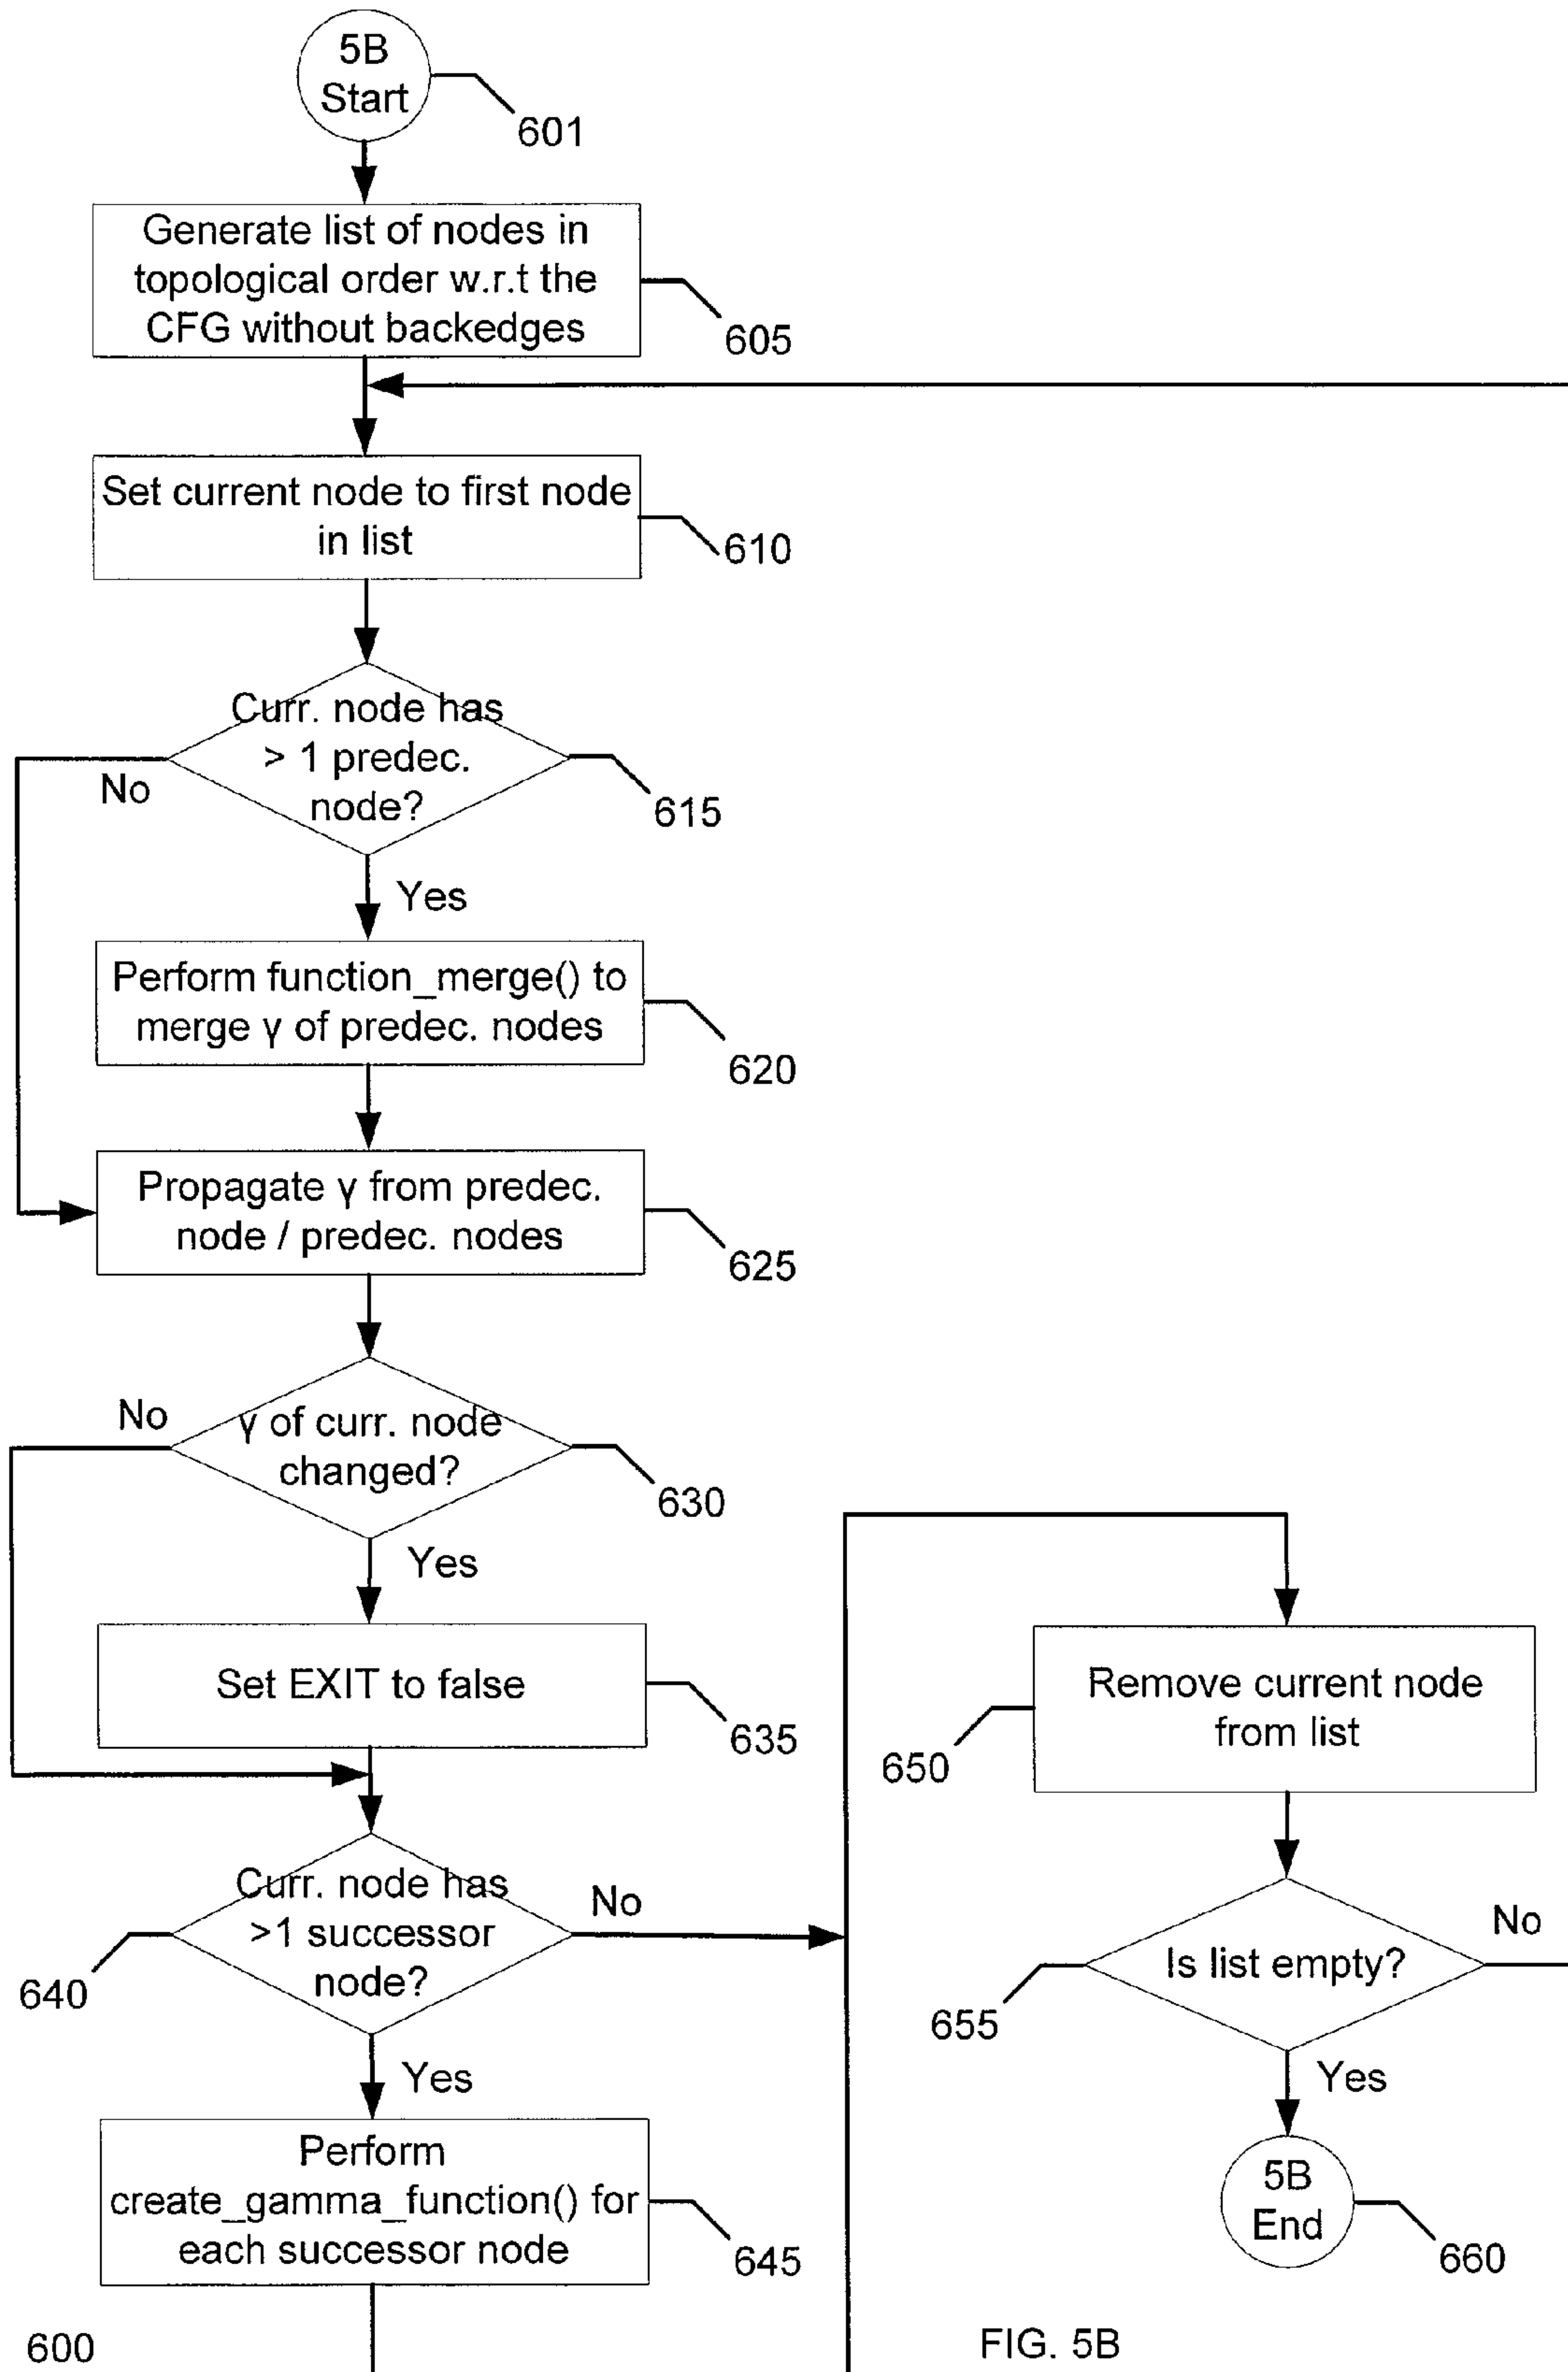 5B
Start
601
Generate list of nodes in
topological order w.r.t the
CFG without backedges
605
Set current node to first node
in list
610
Curr. node has
> 1 predec.
node?
615
No
Yes
Perform function_merge() to
merge γ of predec. nodes
620
Propagate γ from predec.
node / predec. nodes
625
γ of curr. node
changed?
630
No
Yes
Set EXIT to false
635
Curr. node has
>1 successor
node?
640
No
Yes
Perform
create_gamma_function() for
each successor node
645
Remove current node
from list
650
Is list empty?
655
No
Yes
5B
End
660
600
FIG. 5B